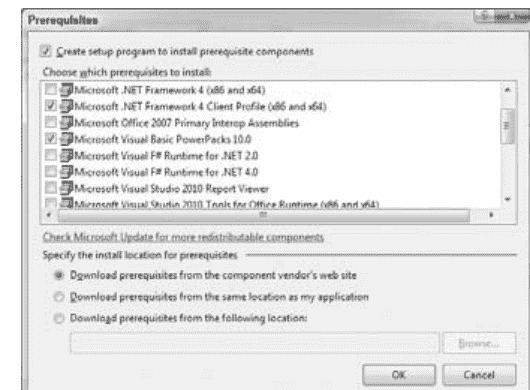 Prerequisites
Create setup program to install prerequisite components
Choose which prerequisites to install:
Microsoft .NET Framework 4 (x86 and x64)
Microsoft .NET Framework 4 Client Profile (x86 and x64)
Microsoft Office 2007 Primary Interop Assemblies
Microsoft Visual Basic PowerPacks 10.0
Microsoft Visual F# Runtime for .NET 2.0
Microsoft Visual F# Runtime for .NET 4.0
Microsoft Visual Studio 2010 Report Viewer
Microsoft Visual Studio 2010 Tools for Office Runtime (x86 and x64)
Check Microsoft Update for more redistributable components
Specify the install location for prerequisites
Download prerequisites from the component vendor's web site
Download prerequisites from the same location as my application
Download prerequisites from the following location:
Browse...
OK Cancel